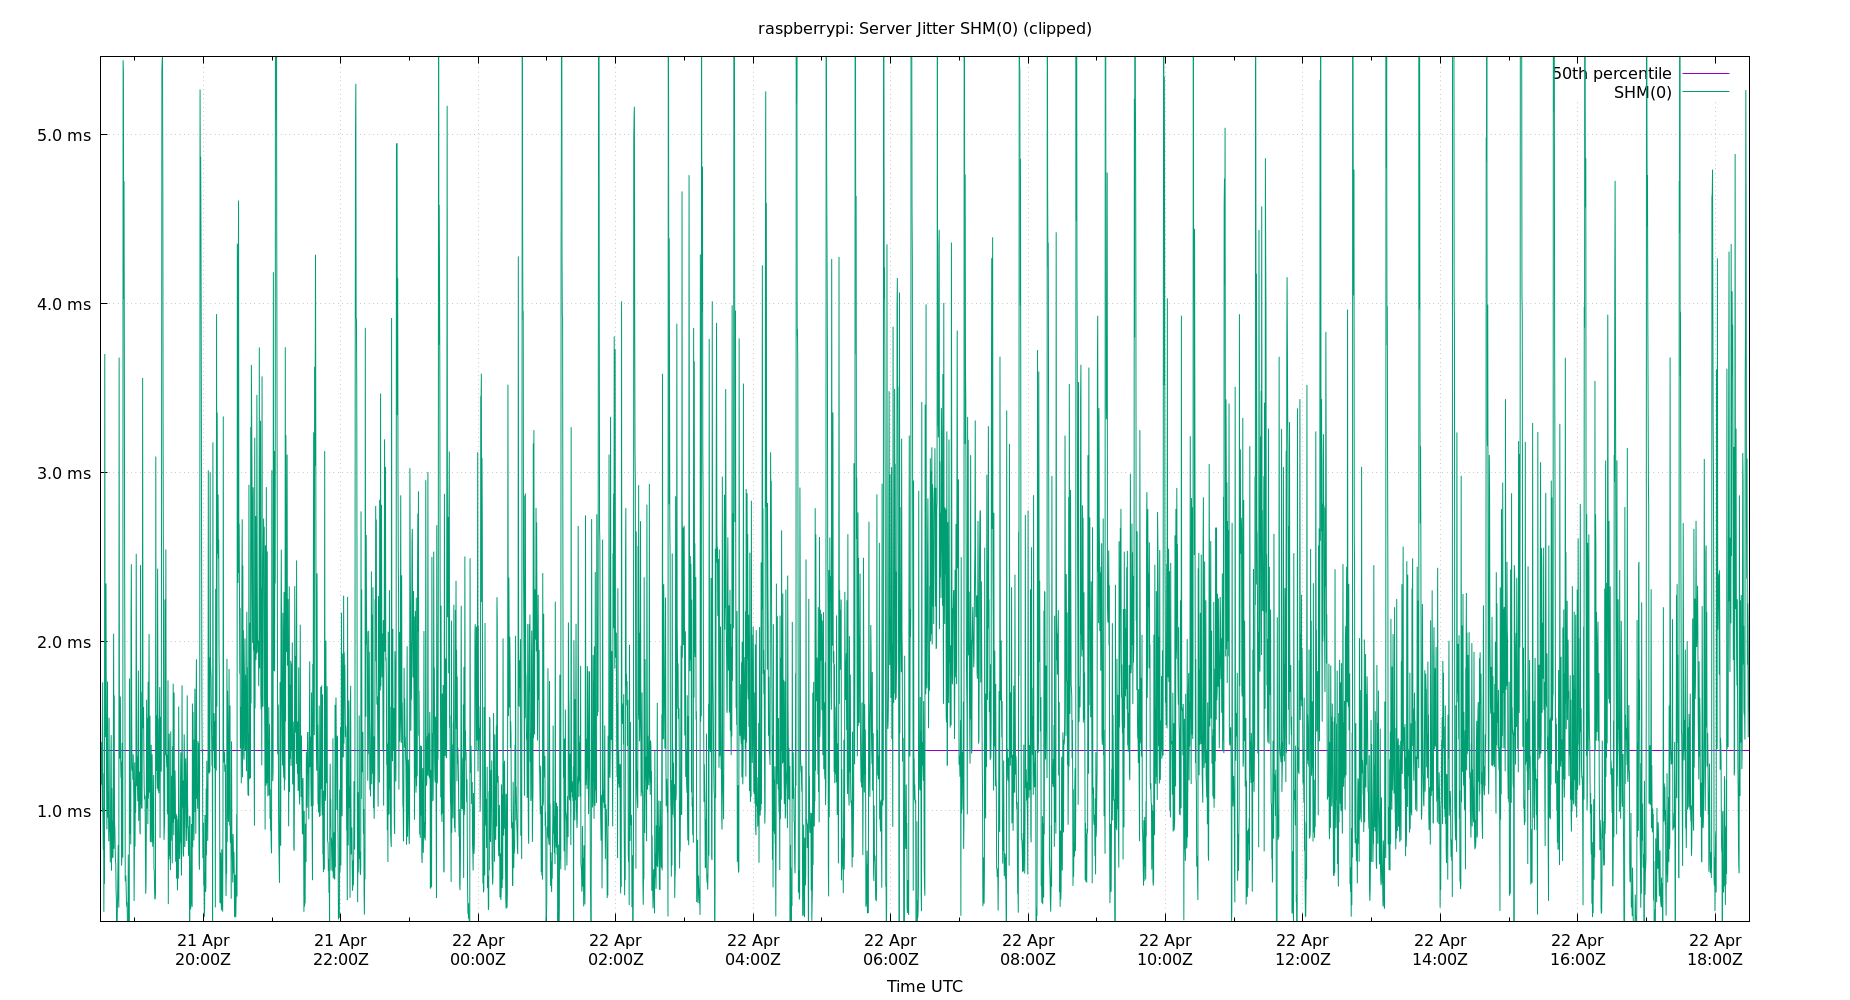 raspberrypi: Server Jitter SHM(0) (clipped)
50th percentile
SHM(0)
5.0 ms
4.0 ms
3.0 ms
2.0 ms
1.0 ms
21 Apr 21 Apr 22 Apr 22 Apr 22 Apr 22 Apr 22 Apr 22 Apr 22 Apr 22 Apr 22 Apr 22 Apr
20:00Z 22:00Z 00:00Z 02:00Z 04:00Z 06:00Z 08:00Z 10:00Z 12:00Z 14:00Z 16:00Z 18:00Z
Time UTC